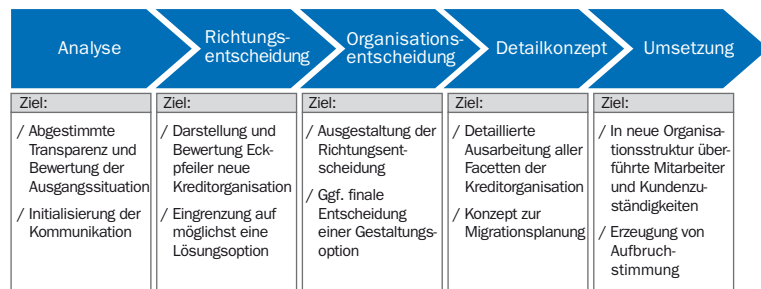 Analyse
Richtungs-
entscheidung
Organisations-
entscheidung
Detailkonzept
Umsetzung
Ziel:
/ Abgestimmte
Transparenz und
Bewertung der
Ausgangssituation
/ Initialisierung der
Kommunikation
Ziel:
/ Darstellung und
Bewertung Eck-
pfeiler neue
Kreditorganisation
/ Eingrenzung auf
möglichst eine
Lösungsoption
Ziel:
/ Ausgestaltung der
Richtungsent-
scheidung
/ Ggf. finale
Entscheidung
einer Gestaltungs-
option
Ziel:
/ Detaillierte
Ausarbeitung aller
Facetten der
Kreditorganisation
/ Konzept zur
Migrationsplanung
Ziel:
/ In neue Organisa-
tionsstruktur über-
führte Mitarbeiter
und Kundenzu-
ständigkeiten
/ Erzeugung von
Aufbruch-
stimmung